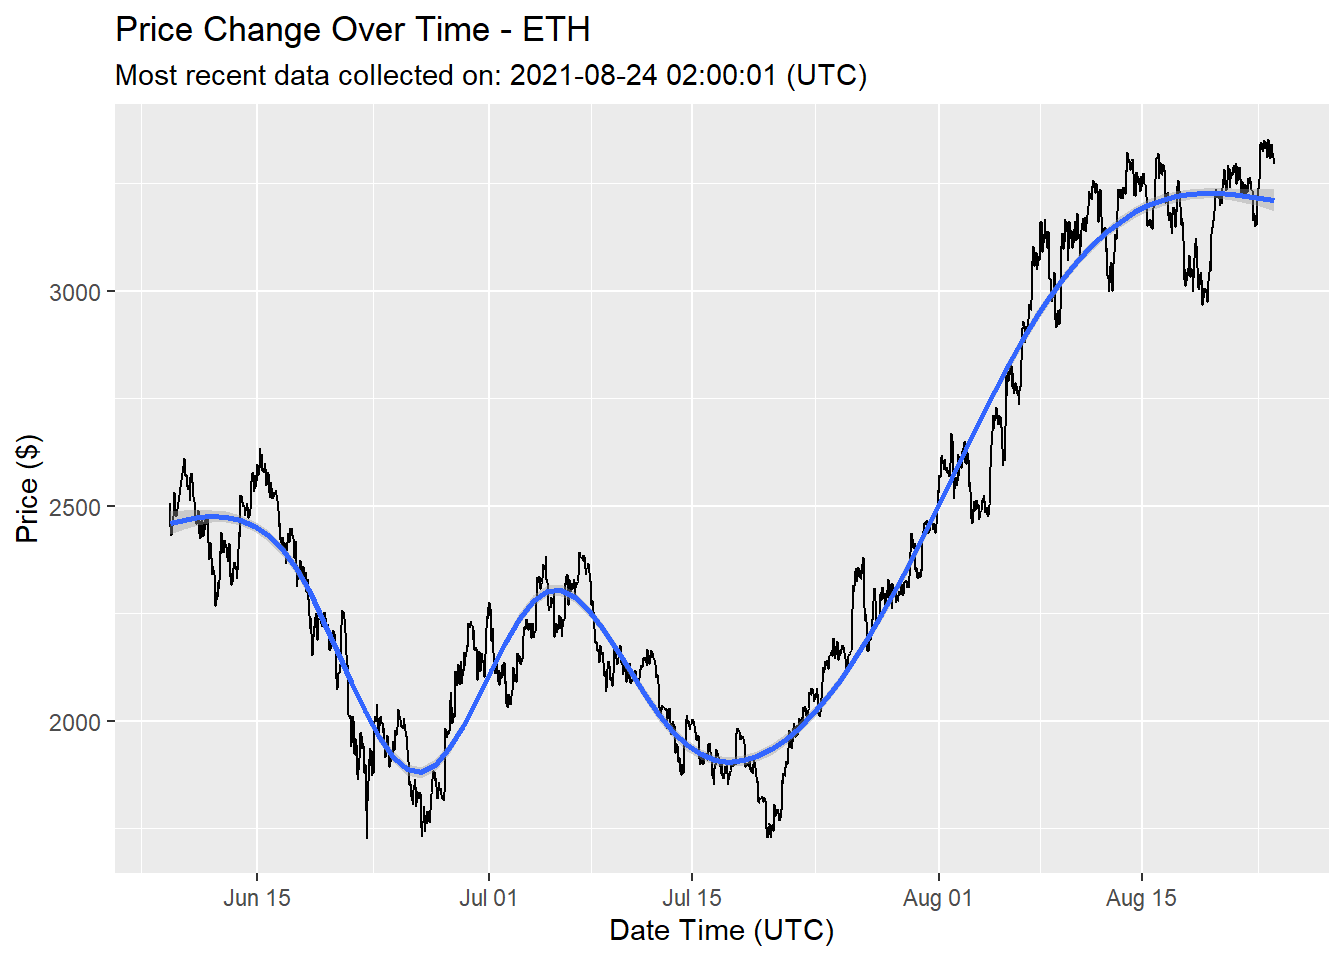 Price Change Over Time - ETH
Most recent data collected on: 2021-08-24 02:00:01 (UTC)
Price ($)
3000
2500
2000
Jun 15
Jul 01
Jul 15
Aug 01
Aug 15
Date Time (UTC)